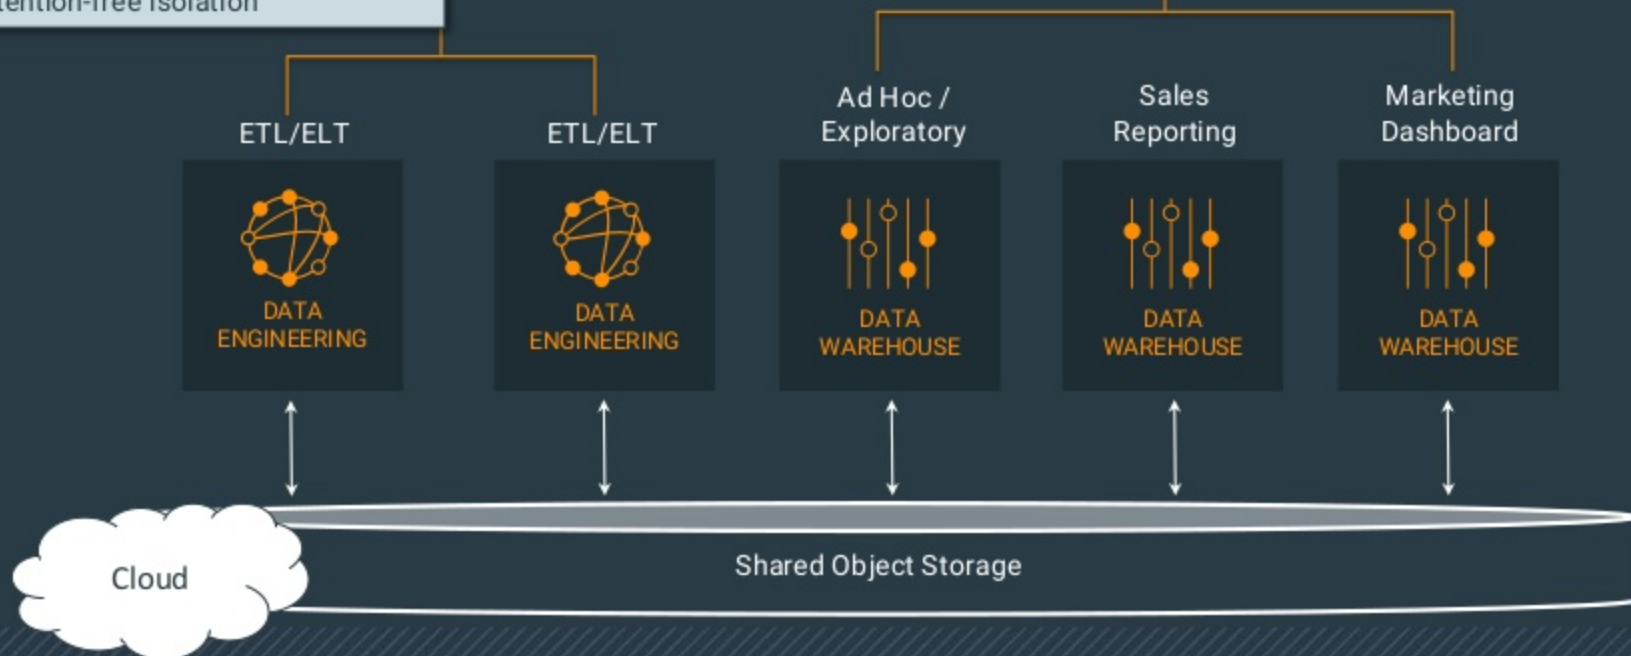 isolation
ETL/ELT
ETL/ELT
Ad Hoc /
Exploratory
Sales
Reporting
Marketing
Dashboard
DATA
ENGINEERING
DATA
ENGINEERING
DATA
WAREHOUSE
DATA
WAREHOUSE
DATA
WAREHOUSE
Cloud
Shared Object Storage